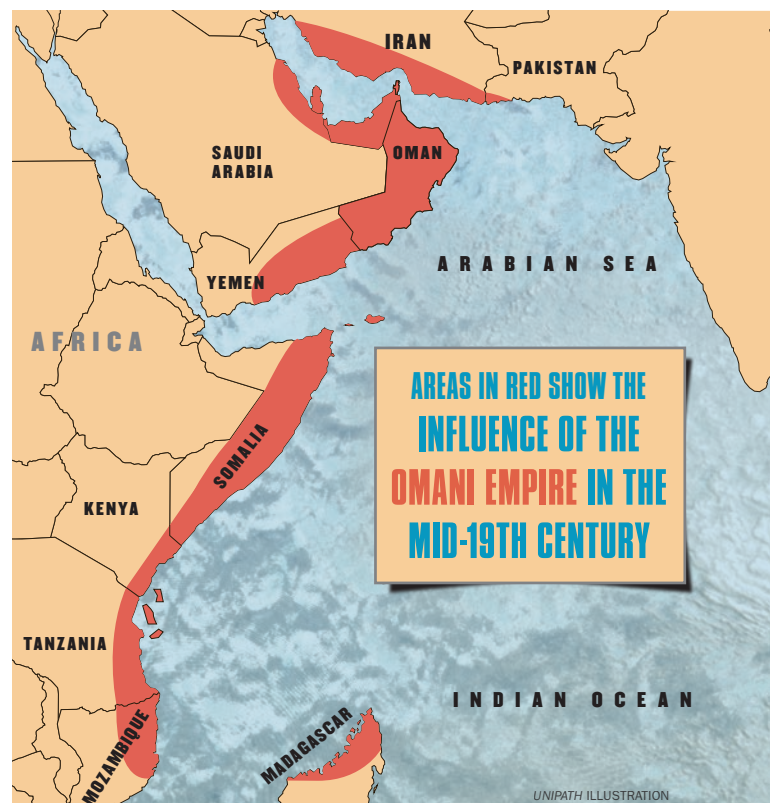 IRAN
PAKISTAN
SAUDI
ARABIA
OMAN
YEMEN
ARABIAN SEA
AFRICA
AREAS IN RED SHOW THE
INFLUENCE OF THE
OMANI EMPIRE IN THE
MID-19TH CENTURY
SOMALIA
KENYA
TANZANIA
INDIAN OCEAN
MOZAMBIQUE
MADAGASCAR
UNIPATH ILLUSTRATION